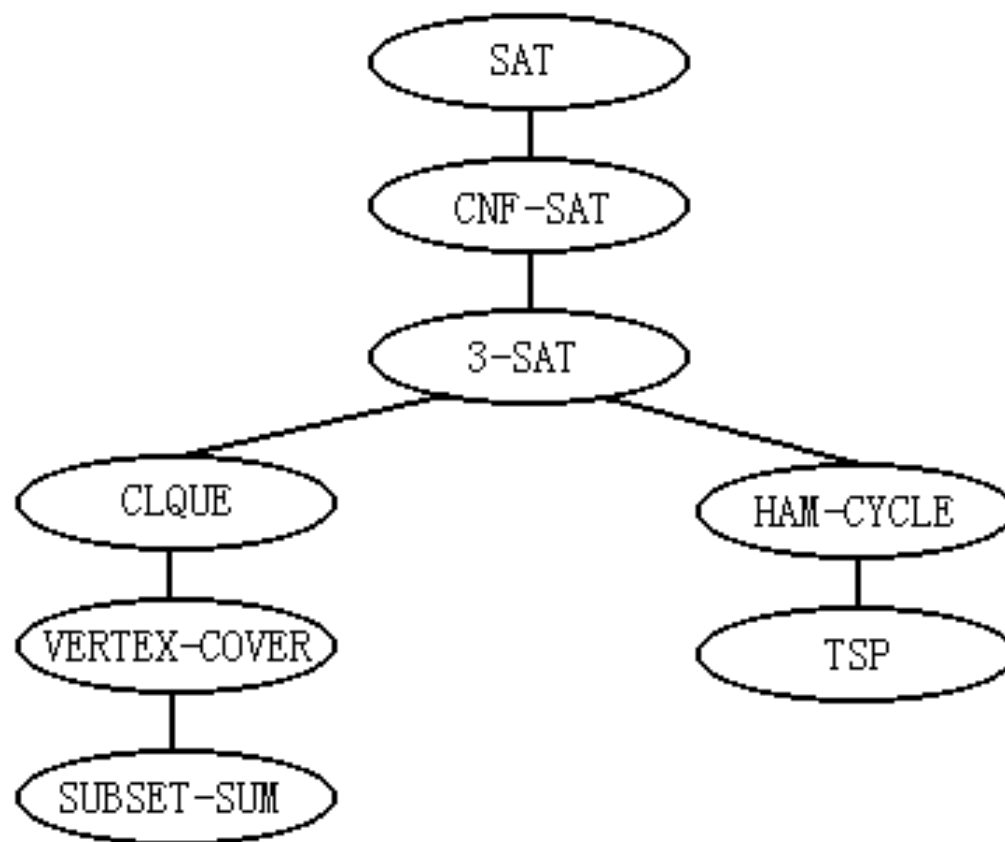 SAT
CNF-SAT
3-SAT
CLQUE
HAM-CYCLE
VERTEX-COVER
TSP
SUBSET-SUM